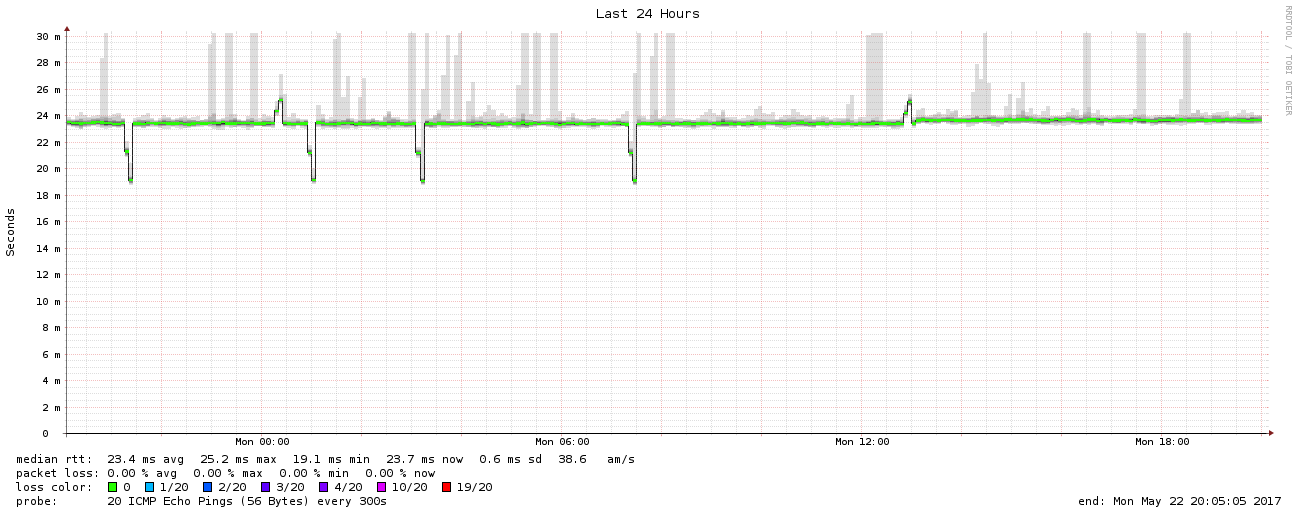 Last 24 Hours
RRDTOOL / TOBI OETIKER
Seconds
30 m
28 m
26 m
24 m
22 m
20 m
18 m
16 m
14 m
12 m
10 m
8 m
6 m
4 m
2 m
0
Mon 00:00 Mon 06:00 Mon 12:00 Mon 18:00
median rtt: 23.4 ms avg 25.2 ms max 19.1 ms min 23.7 ms now 0.6 ms sd 38.6 am/s
packet loss: 0.00 % avg 0.00 % max 0.00 % min 0.00 % now
loss color: 0 1/20 2/20 3/20 4/20 10/20 19/20
probe: 20 ICMP Echo Pings (56 Bytes) every 300s end: Mon May 22 20:05:05 2017